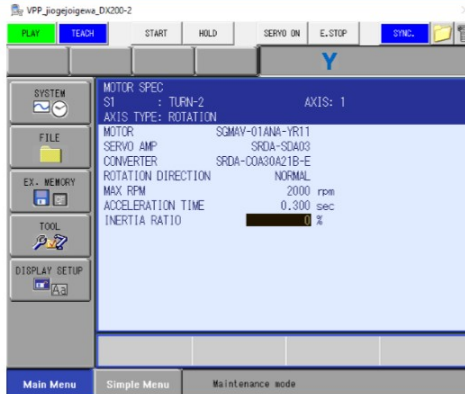 VPP_jiogejoigewa_DX200-2
PLAY TEACH START HOLD SERVO ON E.STOP SYNC.
Y
SYSTEM
FILE
EX. MEMORY
TOOL
DISPLAY SETUP
Aa
MOTOR SPEC
S1 : TURN-2 AXIS: 1
AXIS TYPE: ROTATION
MOTOR SGMAV-01ANA-YR11
SERVO AMP SRDA-SDA03
CONVERTER SRDA-COA30A21B-E
ROTATION DIRECTION NORMAL
MAX RPM 2000 rpm
ACCELERATION TIME 0.300 sec
INERTIA RATIO 0 %
Main Menu Simple Menu Maintenance mode